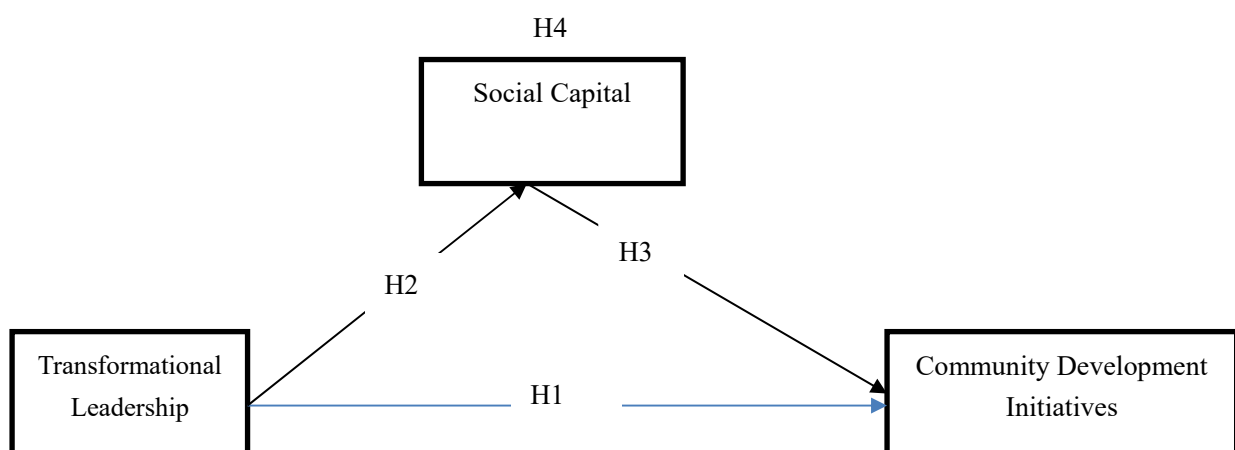 H4
Social Capital
H3
H2
Transformational
Leadership
H1
Community Development
Initiatives